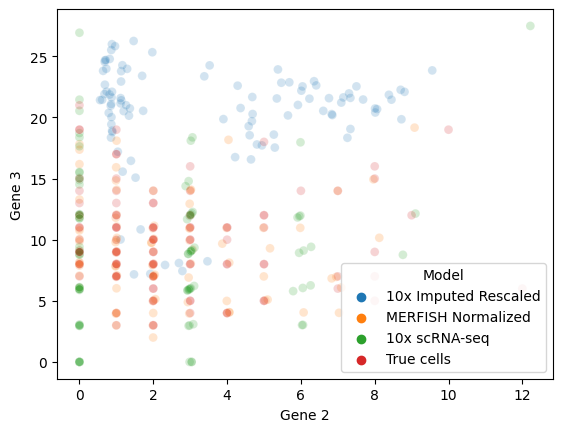 25
20
15
10
5
0
Gene 3
0
2
4
6
8
10
12
Gene 2
Model
10x Imputed Rescaled
MERFISH Normalized
10x scRNA-seq
True cells